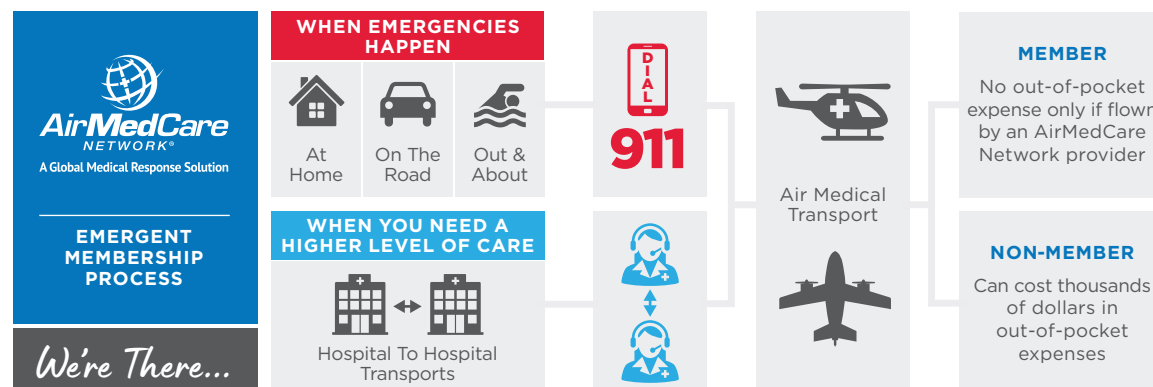 AirMedCare
NETWORK®
A Global Medical Response Solution
EMERGENT
MEMBERSHIP
PROCESS
We're There...
WHEN EMERGENCIES
HAPPEN
At
Home
On The
Road
Out &
About
WHEN YOU NEED A
HIGHER LEVEL OF CARE
Hospital To Hospital
Transports
DIAL
911
Air Medical
Transport
MEMBER
No out-of-pocket
expense only if flown
by an AirMedCare
Network provider
NON-MEMBER
Can cost thousands
of dollars in
out-of-pocket
expenses